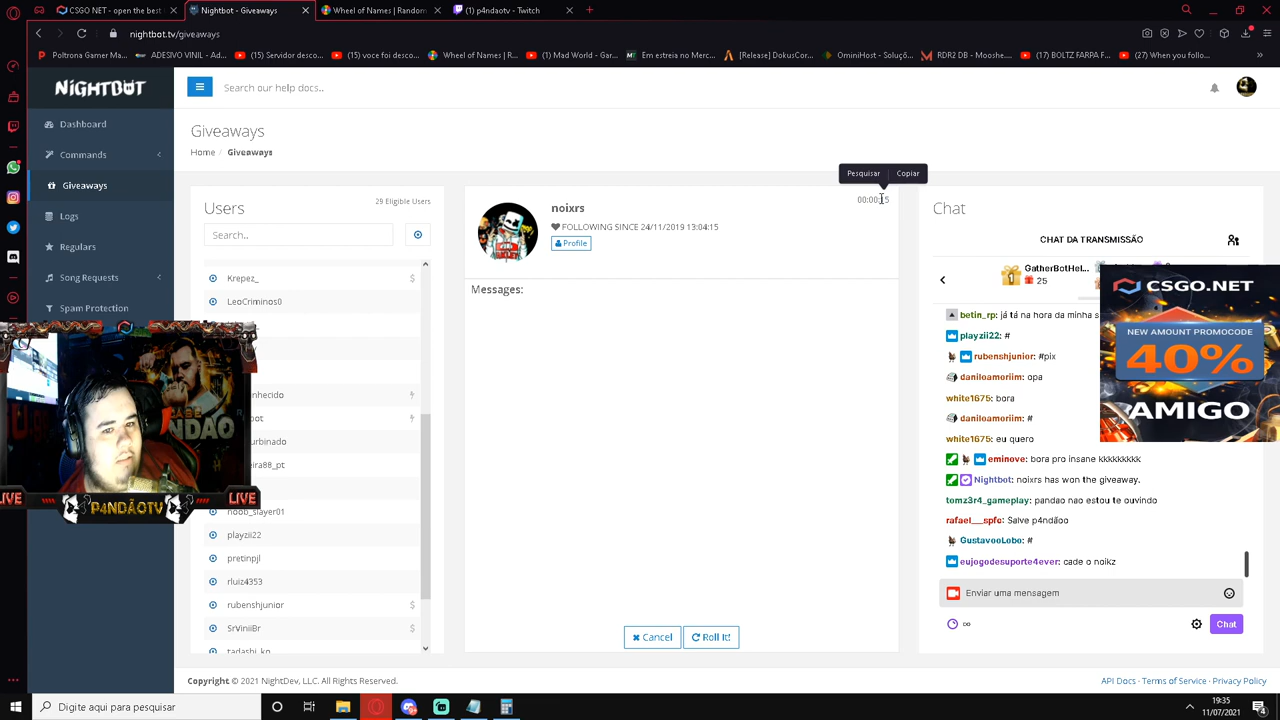 CSGO NET - open the best
Nightbot - Giveaways
Wheel of Names | Random
(1) p4ndaotv - Twitch
nightbot.tv/giveaways
Poltrona Gamer Ma...
ADESIVO VINIL - Ad...
(15) Servidor desco...
(15) voce foi desco...
Wheel of Names | R...
(1) Mad World - Gar...
Em estreia no Merc...
[Release] DokusCor...
OminiHost - Soluçõ...
RDR2 DB - Mooshe...
(17) BOLTZ FARPA F...
(27) When you follo...
NIGHTBOT
Search our help docs..
Dashboard
Commands
Giveaways
Logs
Regulars
Song Requests
Spam Protection
Giveaways
Home / Giveaways
Users
29 Eligible Users
Search..
Krepez_
$
LeoCriminos0
noob_slayer01
playzii22
pretinpjl
rluiz4353
rubenshjunior
$
SrViniiBr
$
noixrs
FOLLOWING SINCE 24/11/2019 13:04:15
Profile
Pesquisar
Copiar
Messages:
Cancel
Roll It!
Chat
CHAT DA TRANSMISSÃO
GatherBotHel...
25
betin_rp: já tá na hora da minha s
playzii22: #
rubenshjunior: #pix
daniloamoriim: opa
white1675: bora
daniloamoriim: #
white1675: eu quero
eminove: bora pro insane kkkkkkkkk
Nightbot: noixrs has won the giveaway.
tomz3r4_gameplay: pandao nao estou te ouvindo
rafael__spfc: Salve p4ndãoo
GustavooLobo: #
eujogodesuporte4ever: cade o noikz
Enviar uma mensagem
∞
Chat
CSGO.NET
NEW AMOUNT PROMOCODE
40%
AMIGO
LIVE
P4NDÃOTV
LIVE
Copyright © 2021 NightDev, LLC. All Rights Reserved.
API Docs - Terms of Service - Privacy Policy
Digite aqui para pesquisar
19:35
11/07/2021
4